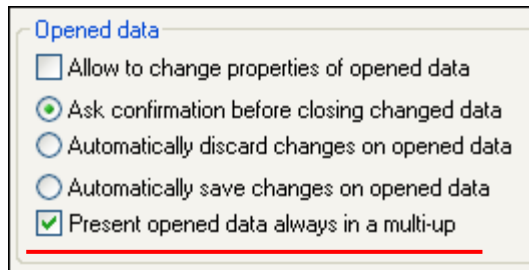 Opened data
Allow to change properties of opened data
Ask confirmation before closing changed data
Automatically discard changes on opened data
Automatically save changes on opened data
Present opened data always in a multi-up